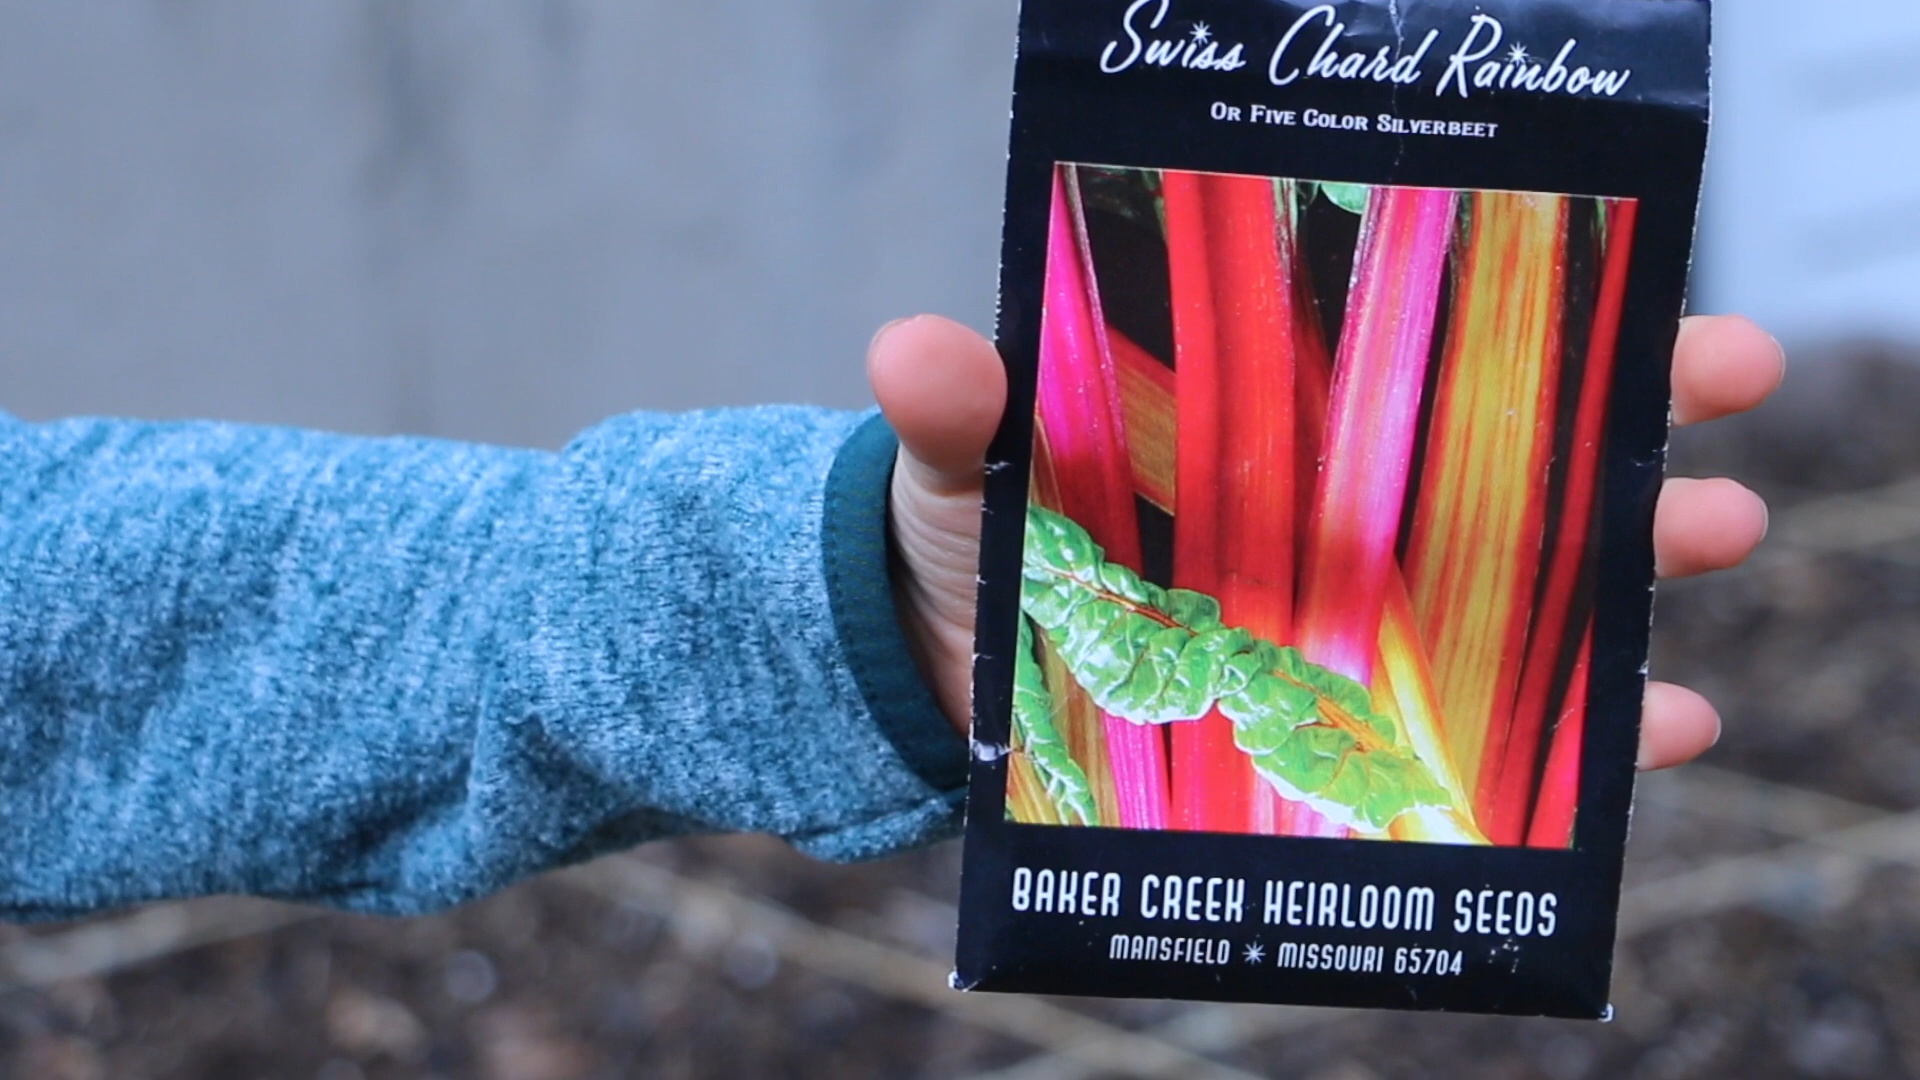 Swiss Chard Rainbow
Or Five Color Silverbeet
BAKER CREEK HEIRLOOM SEEDS
MANSFIELD * MISSOURI 65704